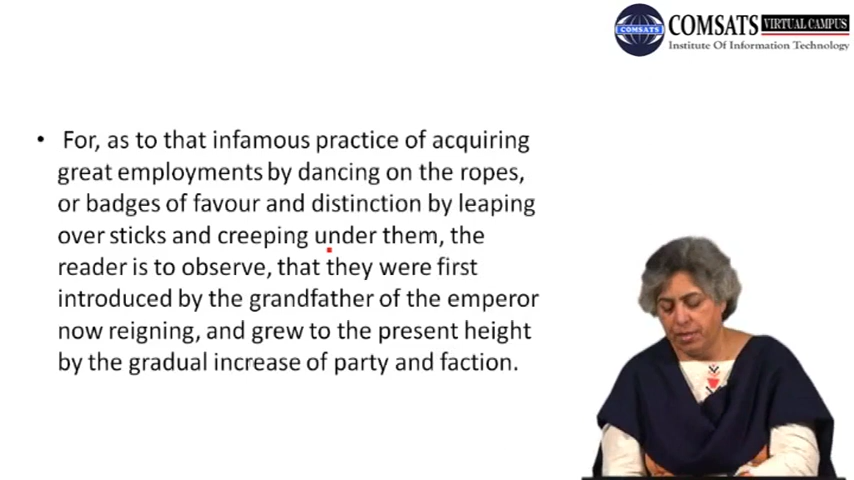 COMSATS VIRTUAL CAMPUS
COMSATS
Institute Of Information Technology
• For, as to that infamous practice of acquiring
great employments by dancing on the ropes,
or badges of favour and distinction by leaping
over sticks and creeping under them, the
reader is to observe, that they were first
introduced by the grandfather of the emperor
now reigning, and grew to the present height
by the gradual increase of party and faction.